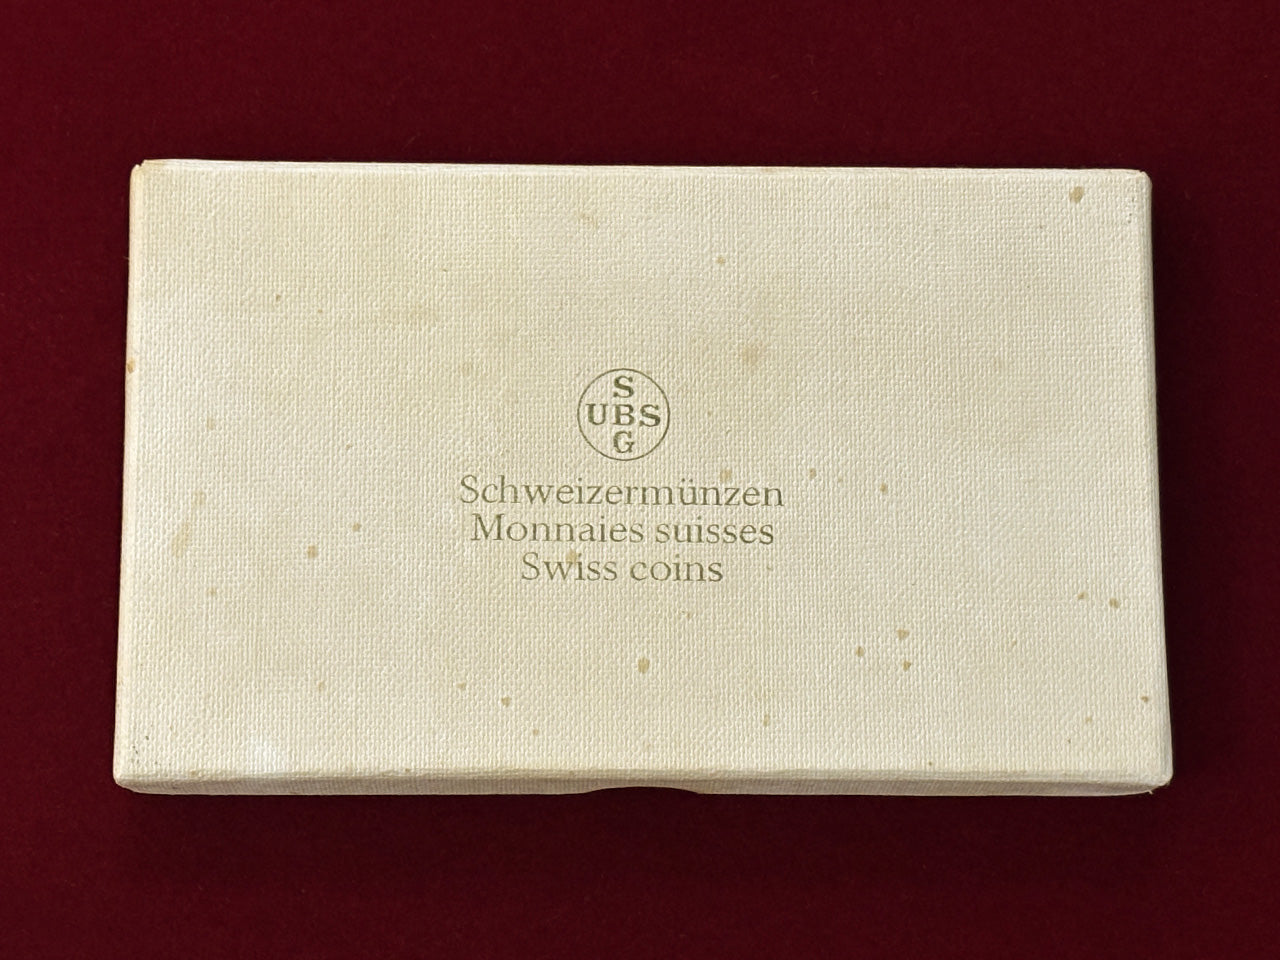 S
UBS
G
Schweizermünzen
Monnaies suisses
Swiss coins